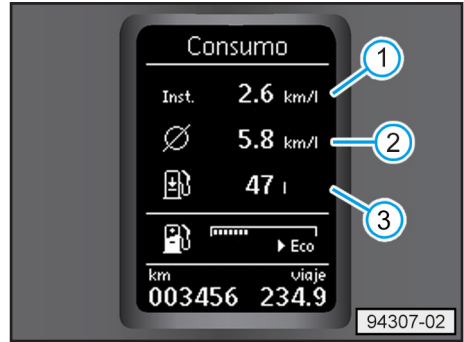 Consumo
1
Inst. 2.6 km/l
Ø 5.8 km/l
2
47 l
3
Eco
km viaje
003456 234.9
94307-02